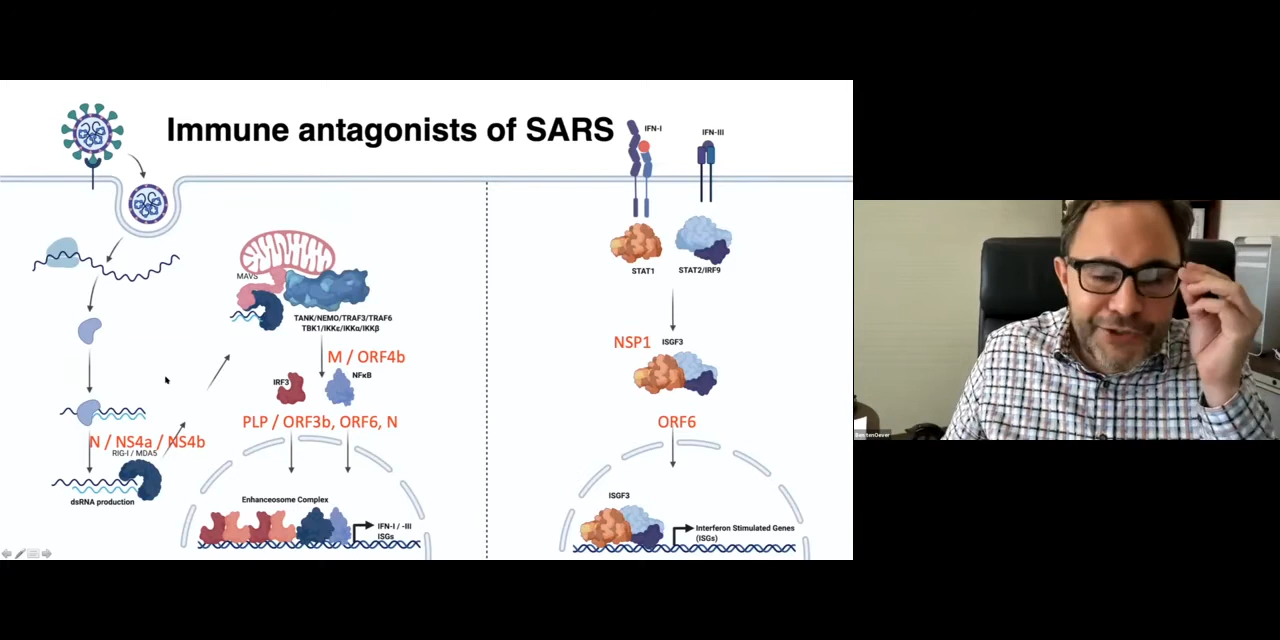 Immune antagonists of SARS
IFN-I
IFN-III
MAVS
TANK/NEMO/TRAF3/TRAF6
TBK1/IKKε/IKKα/IKKβ
M / ORF4b
IRF3
NFκB
PLP / ORF3b, ORF6, N
N / NS4a / NS4b
RIG-I / MDA5
dsRNA production
Enhanceosome Complex
IFN-I / -III
ISGs
STAT1
STAT2/IRF9
NSP1
ISGF3
ORF6
ISGF3
Interferon Stimulated Genes
(ISGs)
Ben tenOever